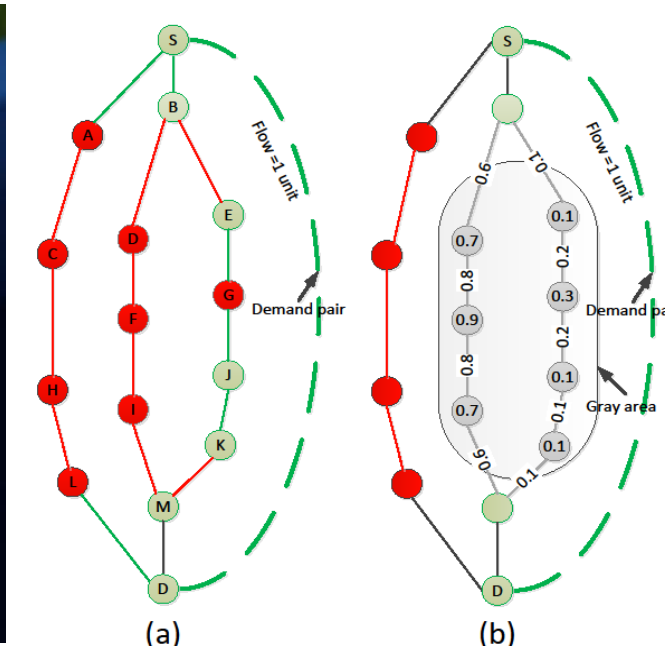 S
B
A
E
D
C
G
F
J
H
I
K
L
M
D
Flow =1 unit
Demand pair
(a)
S
0.6
0.1
0.1
0.7
0.2
0.8
0.3
0.9
0.2
0.8
0.1
0.7
0.1
0.1
0.6
0.1
D
Flow =1 unit
Demand pa
Gray area
(b)